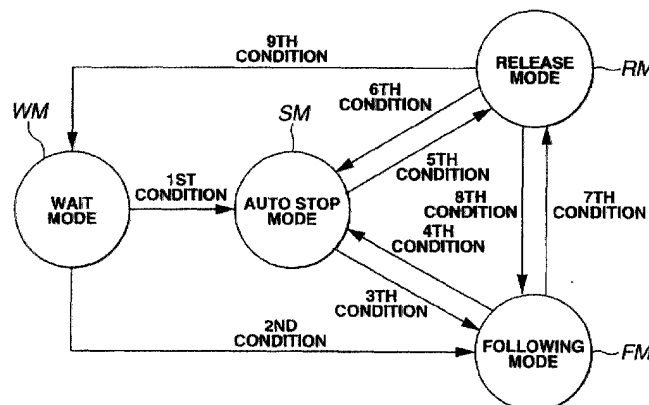 9TH
CONDITION
RELEASE
MODE
RM
6TH
CONDITION
WM
SM
5TH
CONDITION
1ST
CONDITION
WAIT
MODE
AUTO STOP
MODE
8TH
CONDITION
7TH
CONDITION
4TH
CONDITION
3TH
CONDITION
2ND
CONDITION
FOLLOWING
MODE
FM